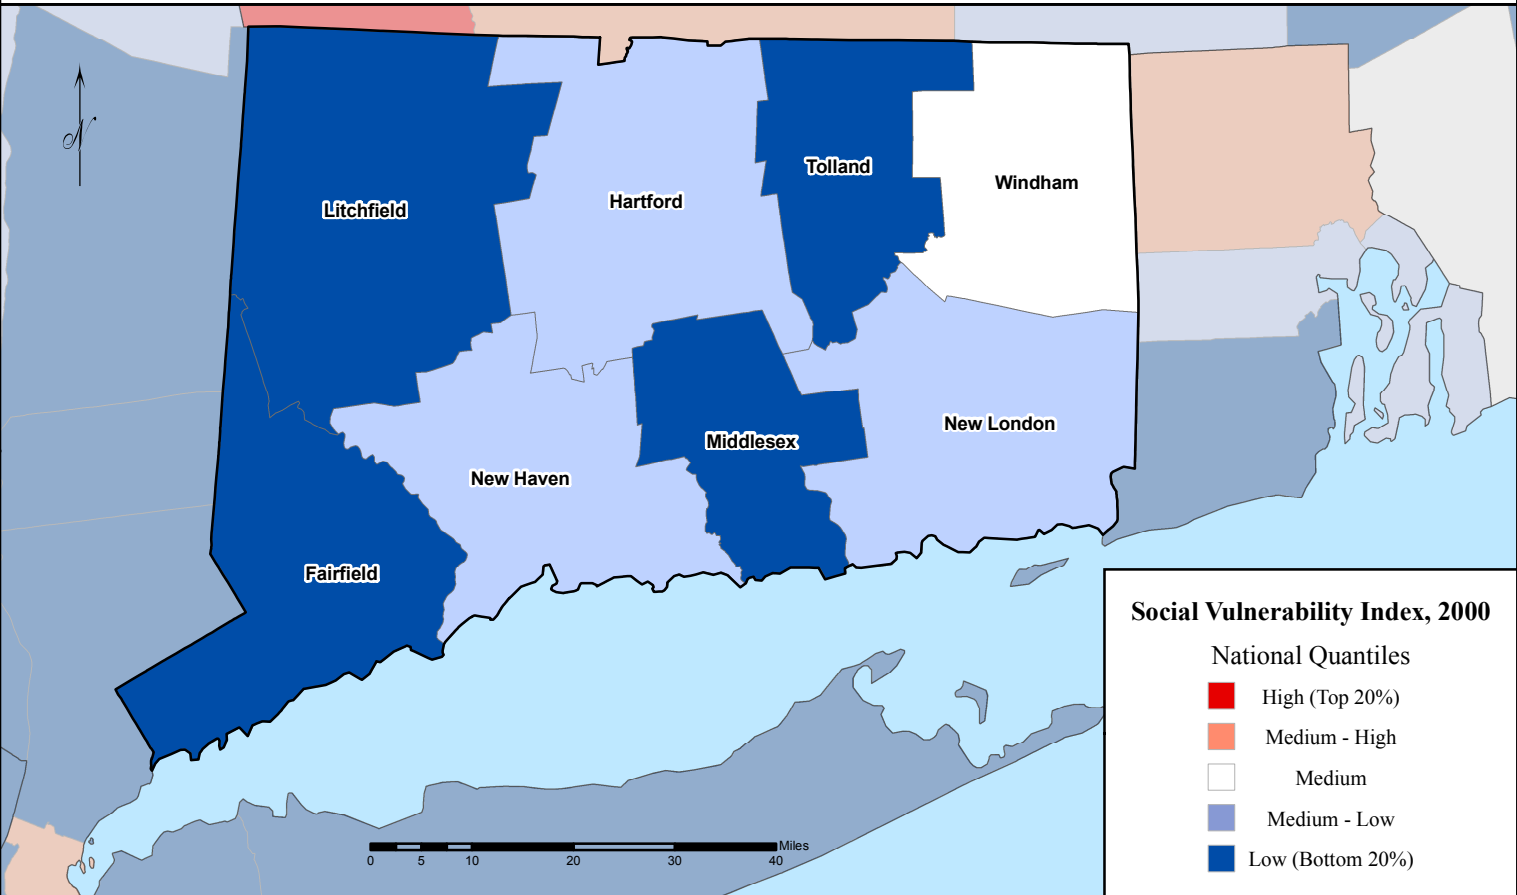 N
Litchfield
Hartford
Tolland
Windham
New Haven
Middlesex
New London
Fairfield
Social Vulnerability Index, 2000
National Quantiles
High (Top 20%)
Medium - High
Medium
Medium - Low
Low (Bottom 20%)
Miles
0 5 10 20 30 40